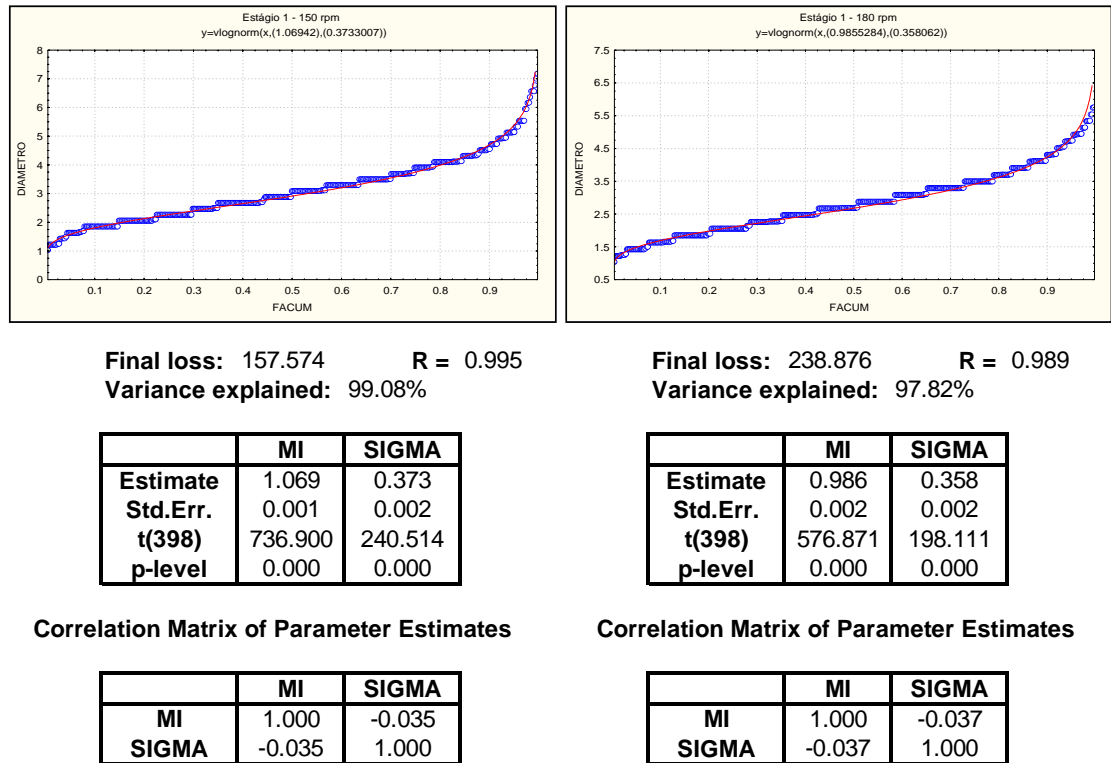 Estágio 1 - 150 rpm
y=vlognorm(x,(1.06942),(0.3733007))
DIAMETRO
8
7
6
5
4
3
2
1
0
0.1 0.2 0.3 0.4 0.5 0.6 0.7 0.8 0.9
FACUM
Final loss: 157.574 R = 0.995
Variance explained: 99.08%
MI SIGMA
Estimate 1.069 0.373
Std.Err. 0.001 0.002
t(398) 736.900 240.514
p-level 0.000 0.000
Correlation Matrix of Parameter Estimates
MI SIGMA
MI 1.000 -0.035
SIGMA -0.035 1.000
Estágio 1 - 180 rpm
y=vlognorm(x,(0.9855284),(0.358062))
DIAMETRO
7.5
6.5
5.5
4.5
3.5
2.5
1.5
0.5
0.1 0.2 0.3 0.4 0.5 0.6 0.7 0.8 0.9
FACUM
Final loss: 238.876 R = 0.989
Variance explained: 97.82%
MI SIGMA
Estimate 0.986 0.358
Std.Err. 0.002 0.002
t(398) 576.871 198.111
p-level 0.000 0.000
Correlation Matrix of Parameter Estimates
MI SIGMA
MI 1.000 -0.037
SIGMA -0.037 1.000